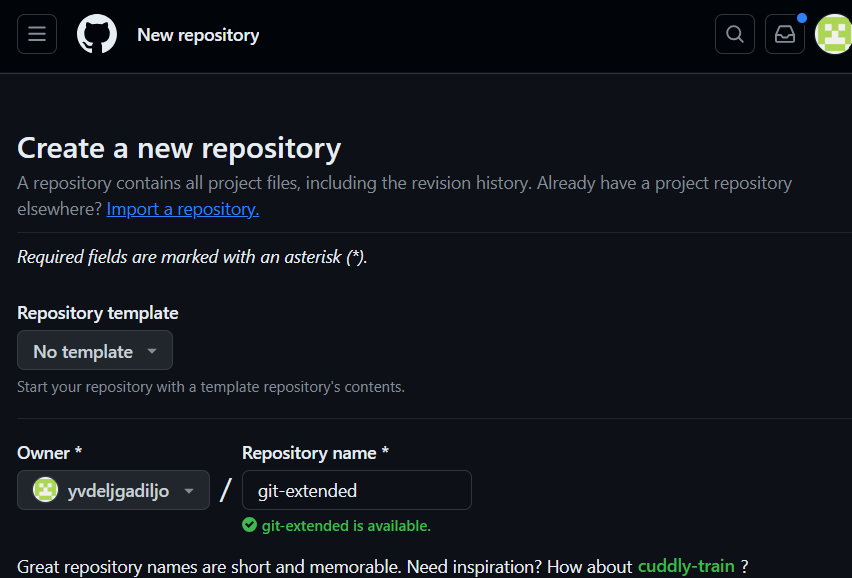 New repository
Create a new repository
A repository contains all project files, including the revision history. Already have a project repository
elsewhere? Import a repository.
Required fields are marked with an asterisk (*).
Repository template
No template
Start your repository with a template repository's contents.
Owner *
Repository name *
yvdeljgadiljo
/
git-extended
git-extended is available.
Great repository names are short and memorable. Need inspiration? How about cuddly-train ?